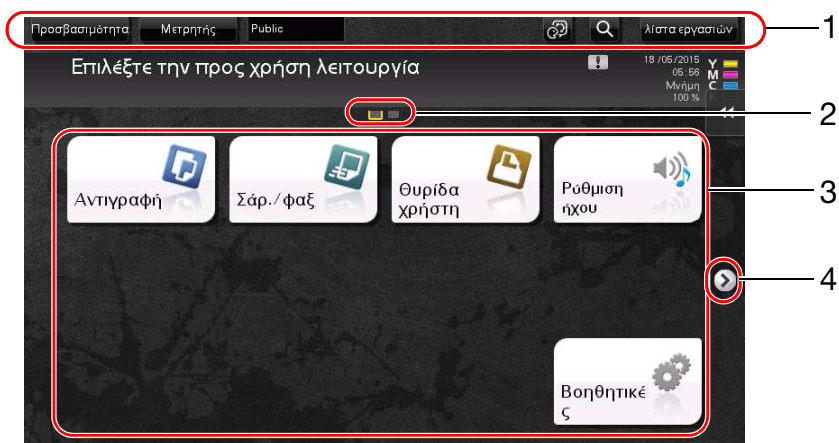 Προσβασιμότητα Μετρητής Public λίστα εργασιών 1
Επιλέξτε την προς χρήση λειτουργία
18/05/2015
05:56
Μνήμη
100 %
Y
M
C
K
2
Αντιγραφή
Σάρ./φαξ
Θυρίδα
χρήστη
Ρύθμιση
ήχου
3
4
Βοηθητικέ
ς